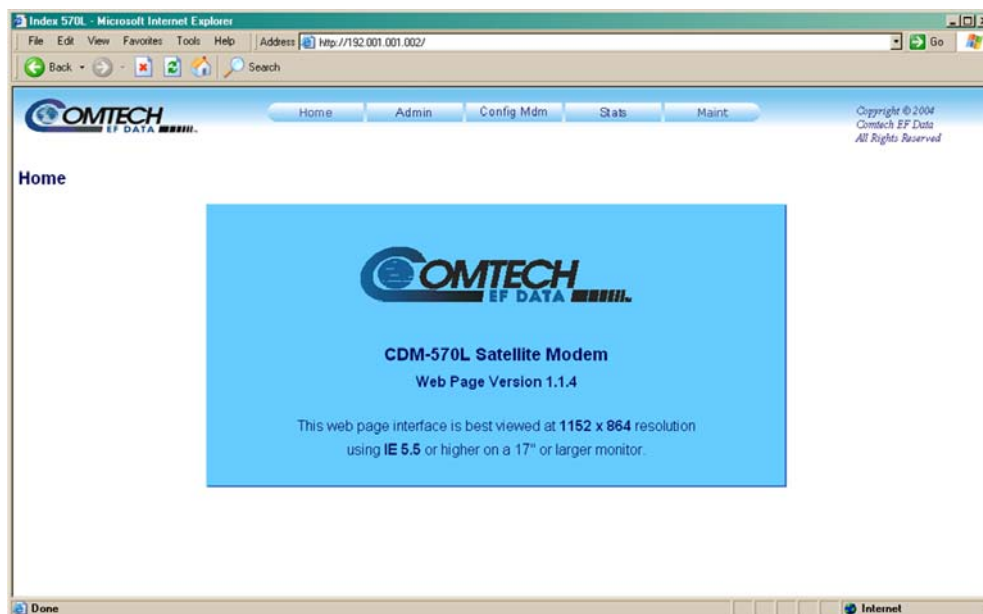 Index 570L - Microsoft Internet Explorer
File Edit View Favorites Tools Help Address http://192.001.001.002/ Go
Back Search
COMTECH
EF DATA
Home Admin Config Mdm Stats Maint
Copyright © 2004
Comtech EF Data
All Rights Reserved
Home
COMTECH
EF DATA
CDM-570L Satellite Modem
Web Page Version 1.1.4
This web page interface is best viewed at 1152 x 864 resolution
using IE 5.5 or higher on a 17" or larger monitor.
Done Internet